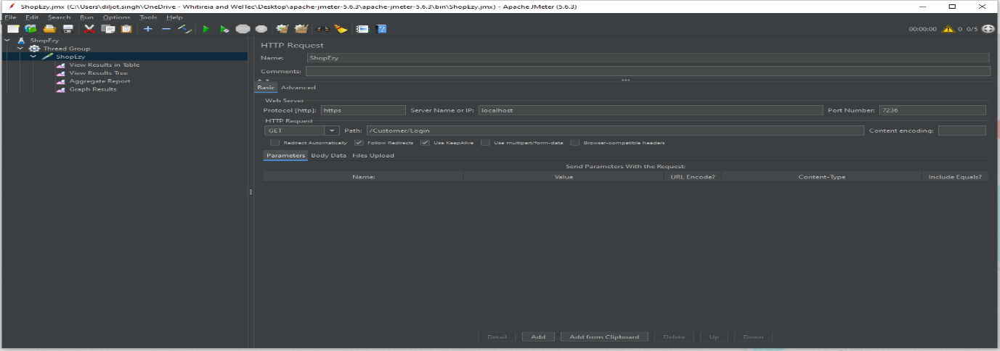 ShopEzy.jmx (C:\Users\diljot.singh\OneDrive - Whitireia and WelTec\Desktop\apache-jmeter-5.6.3\apache-jmeter-5.6.3\bin\ShopEzy.jmx) - Apache JMeter (5.6.3)
File Edit Search Run Options Tools Help
00:00:00 0 0/5
ShopEzy
Thread Group
ShopEzy
View Results in Table
View Results Tree
Aggregate Report
Graph Results
HTTP Request
Name: ShopEzy
Comments:
Basic Advanced
Web Server
Protocol [http]: https Server Name or IP: localhost Port Number: 7236
HTTP Request
GET Path: /Customer/Login Content encoding:
Redirect Automatically Follow Redirects Use KeepAlive Use multipart/form-data Browser-compatible headers
Parameters Body Data Files Upload
Send Parameters With the Request:
Name: Value URL Encode? Content-Type Include Equals?
Detail Add Add from Clipboard Delete Up Down